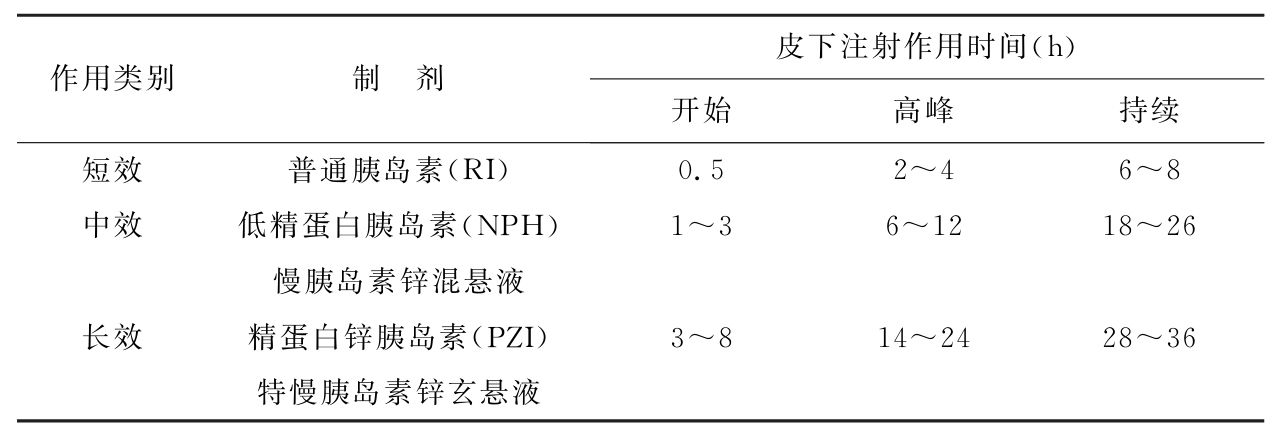 皮下注射作用时间(h)
作用类别 制 剂
开始 高峰 持续
短效 普通胰岛素(RI) 0.5 2～4 6～8
中效 低精蛋白胰岛素(NPH) 1～3 6～12 18～26
慢胰岛素锌混悬液
长效 精蛋白锌胰岛素(PZI) 3～8 14～24 28～36
特慢胰岛素锌玄悬液